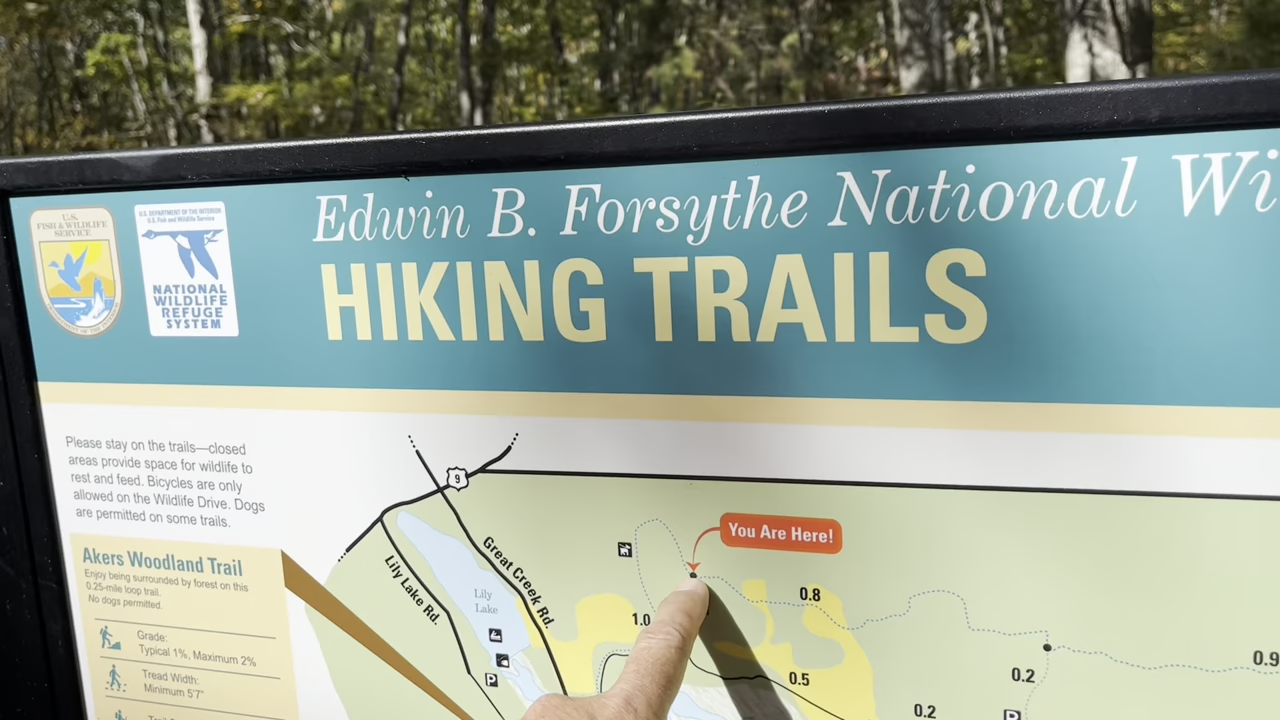 U.S.
FISH & WILDLIFE
SERVICE
U.S. DEPARTMENT OF THE INTERIOR
U.S. Fish and Wildlife Service
NATIONAL
WILDLIFE
REFUGE
SYSTEM
Edwin B. Forsythe National Wi
HIKING TRAILS
Please stay on the trails—closed
areas provide space for wildlife to
rest and feed. Bicycles are only
allowed on the Wildlife Drive. Dogs
are permitted on some trails.
Akers Woodland Trail
Enjoy being surrounded by forest on this
0.25-mile loop trail.
No dogs permitted.
Grade:
Typical 1%, Maximum 2%
Tread Width:
Minimum 5'7"
9
Lily Lake Rd.
Great Creek Rd.
Lily
Lake
P
You Are Here!
1.0
0.8
0.5
0.2
0.2
P
0.9